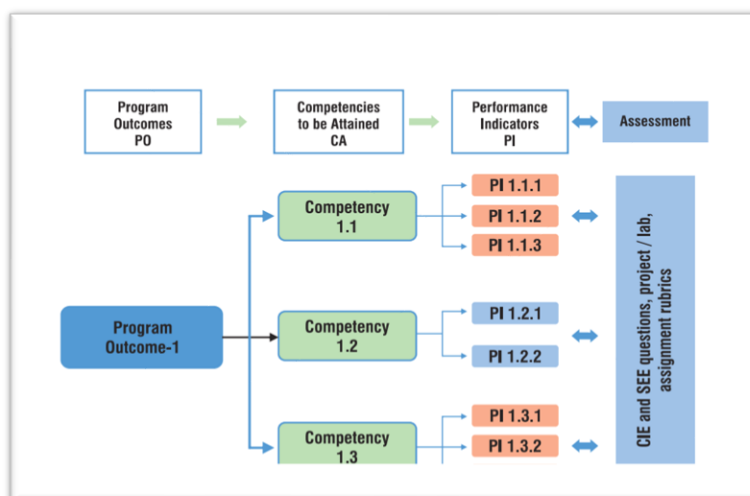 Program
Outcomes
PO
Competencies
to be Attained
CA
Performance
Indicators
PI
Assessment
Competency
1.1
PI 1.1.1
PI 1.1.2
PI 1.1.3
Program
Outcome-1
Competency
1.2
PI 1.2.1
PI 1.2.2
Competency
1.3
PI 1.3.1
PI 1.3.2
CIE and SEE questions, project / lab,
assignment rubrics